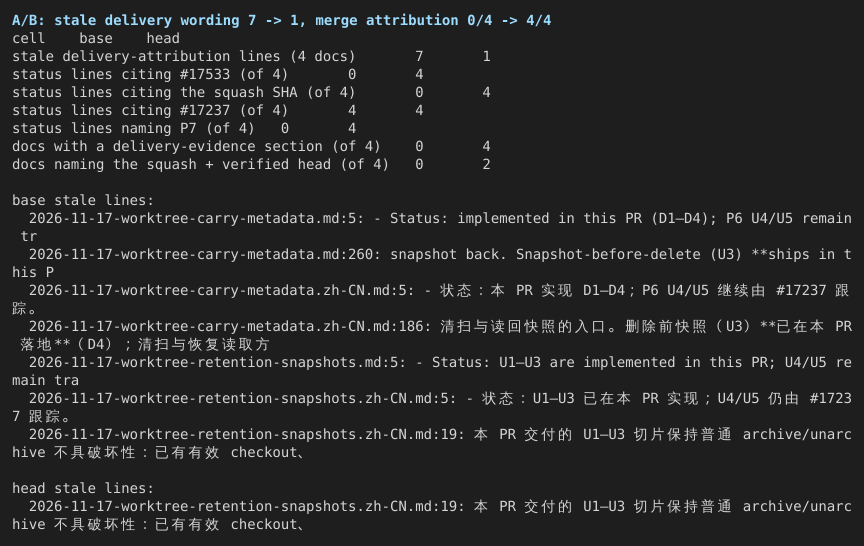 A/B: stale delivery wording 7 -> 1, merge attribution 0/4 -> 4/4
cell    base    head
stale delivery-attribution lines (4 docs)       7       1
status lines citing #17533 (of 4)       0       4
status lines citing the squash SHA (of 4)       0       4
status lines citing #17237 (of 4)       4       4
status lines naming P7 (of 4)   0       4
docs with a delivery-evidence section (of 4)    0       4
docs naming the squash + verified head (of 4)   0       2

base stale lines:
  2026-11-17-worktree-carry-metadata.md:5: - Status: implemented in this PR (D1–D4); P6 U4/U5 remain
 tr
  2026-11-17-worktree-carry-metadata.md:260: snapshot back. Snapshot-before-delete (U3) **ships in t
his P
  2026-11-17-worktree-carry-metadata.zh-CN.md:5: - 状态：本 PR 实现 D1–D4；P6 U4/U5 继续由 #17237 跟
踪。
  2026-11-17-worktree-carry-metadata.zh-CN.md:186: 清扫与读回快照的入口。删除前快照（U3）**已在本 PR
 落地**（D4）；清扫与恢复读取方
  2026-11-17-worktree-retention-snapshots.md:5: - Status: U1–U3 are implemented in this PR; U4/U5 re
main tra
  2026-11-17-worktree-retention-snapshots.zh-CN.md:5: - 状态：U1–U3 已在本 PR 实现；U4/U5 仍由 #1723
7 跟踪。
  2026-11-17-worktree-retention-snapshots.zh-CN.md:19: 本 PR 交付的 U1–U3 切片保持普通 archive/unarc
hive 不具破坏性：已有有效 checkout、

head stale lines:
  2026-11-17-worktree-retention-snapshots.zh-CN.md:19: 本 PR 交付的 U1–U3 切片保持普通 archive/unarc
hive 不具破坏性：已有有效 checkout、